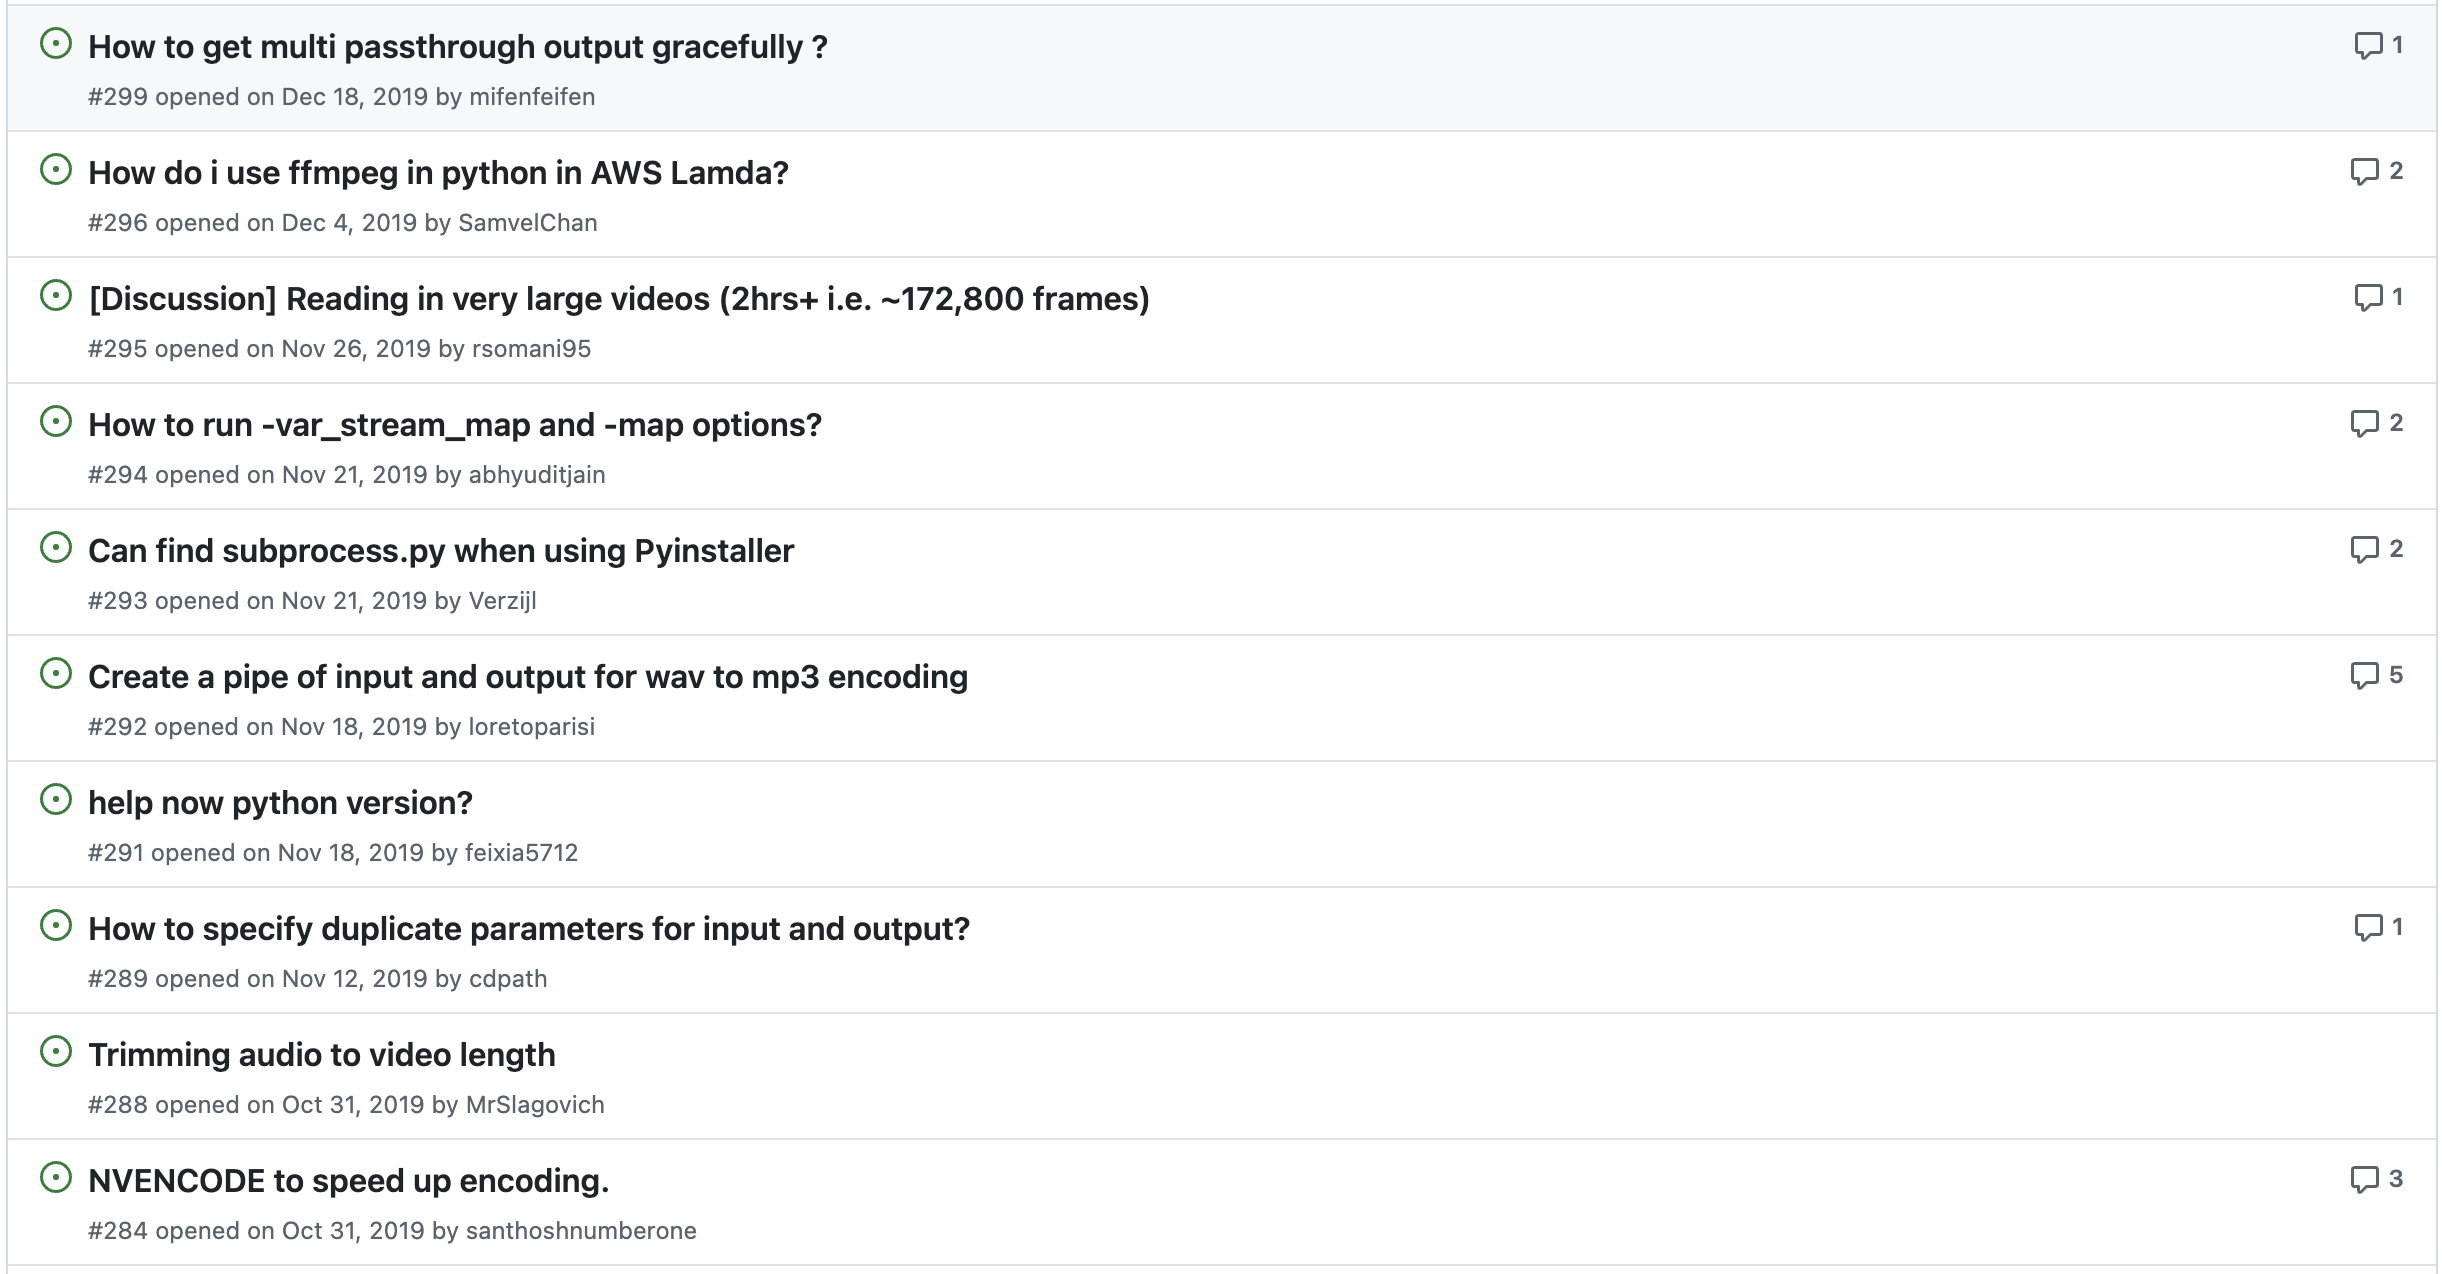 How to get multi passthrough output gracefully ?
1
#299 opened on Dec 18, 2019 by mifenfeifen
How do i use ffmpeg in python in AWS Lamda?
2
#296 opened on Dec 4, 2019 by SamvelChan
[Discussion] Reading in very large videos (2hrs+ i.e. ~172,800 frames)
1
#295 opened on Nov 26, 2019 by rsomani95
How to run -var_stream_map and -map options?
2
#294 opened on Nov 21, 2019 by abhyuditjain
Can find subprocess.py when using Pyinstaller
2
#293 opened on Nov 21, 2019 by Verzijl
Create a pipe of input and output for wav to mp3 encoding
5
#292 opened on Nov 18, 2019 by loretoparisi
help now python version?
#291 opened on Nov 18, 2019 by feixia5712
How to specify duplicate parameters for input and output?
1
#289 opened on Nov 12, 2019 by cdpath
Trimming audio to video length
#288 opened on Oct 31, 2019 by MrSlagovich
NVENCODE to speed up encoding.
3
#284 opened on Oct 31, 2019 by santhoshnumberone